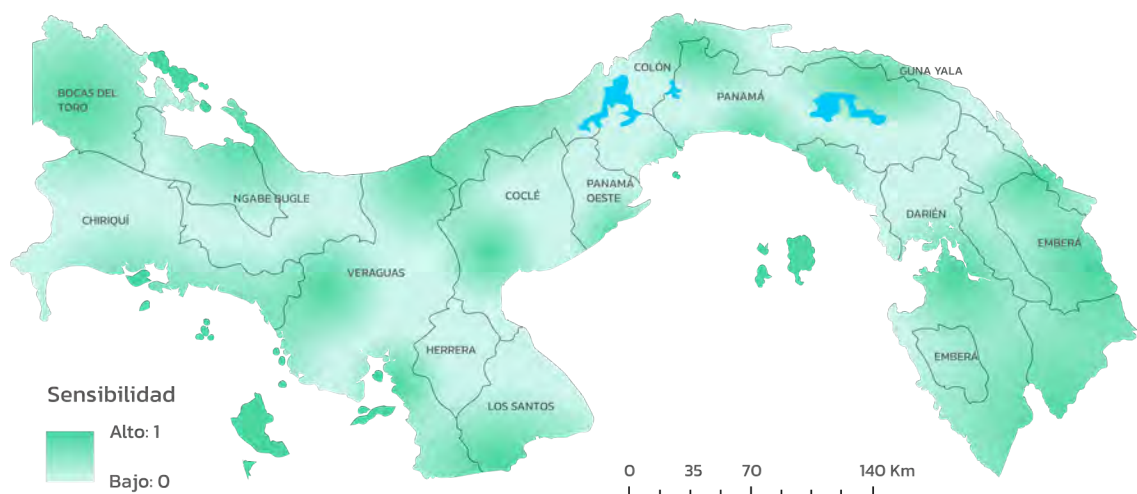 COLÓN
GUNA YALA
BOCAS DEL
TORO
PANAMÁ
NGABE BUGLE
COCLÉ
PANAMÁ
OESTE
CHIRIQUÍ
DARIÉN
EMBERÁ
VERAGUAS
HERRERA
EMBERÁ
LOS SANTOS
Sensibilidad
Alto: 1
Bajo: 0
0 35 70 140 Km